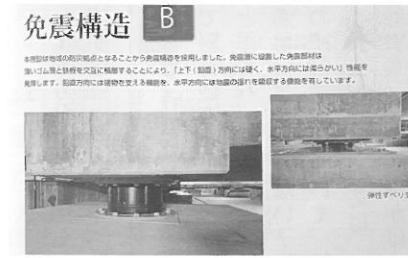 免震構造 B
本施設は地域の防災拠点となることから免震構造を採用しました。免震層に設置した免震部材は
薄いゴム層と鉄板を交互に積層することにより、「上下(鉛直)方向には硬く、水平方向には柔らかい」性能を
発揮します。鉛直方向には建物を支える機能を、水平方向には地震の揺れを吸収する機能を有しています。
弾性すべり支